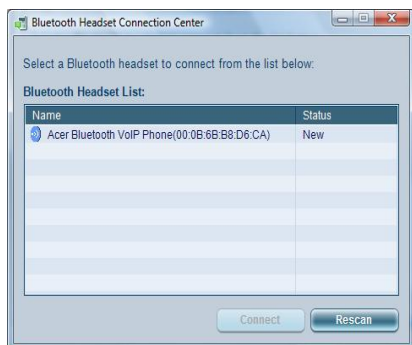 Bluetooth Headset Connection Center
Select a Bluetooth headset to connect from the list below:
Bluetooth Headset List:
Name Status
Acer Bluetooth VoIP Phone(00:0B:6B:B8:D6:CA) New
Connect Rescan